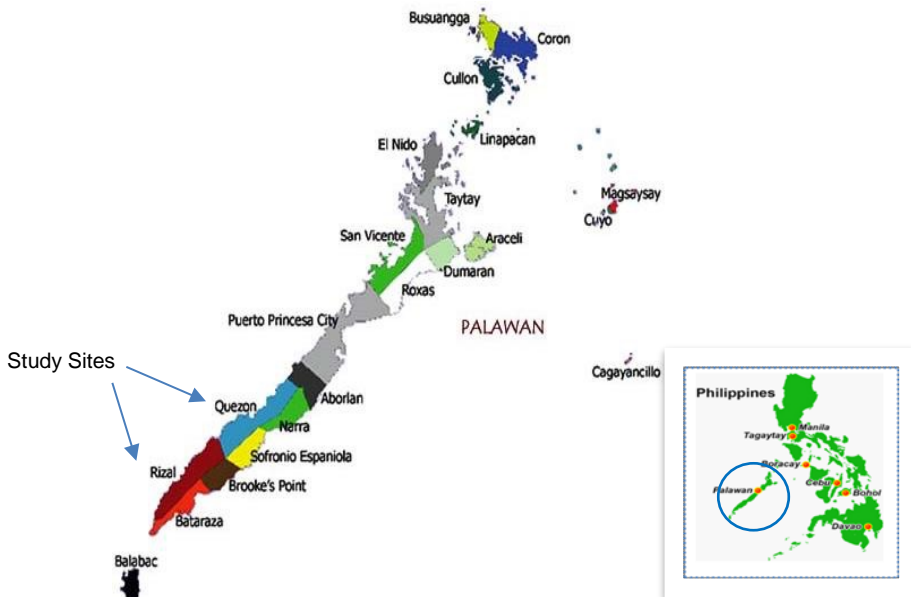 Busuangga
Coron
Cullon
Linapacan
El Nido
Taytay
Magsaysay
Cuyo
San Vicente
Araceli
Dumaran
Roxas
Puerto Princesa City
PALAWAN
Study Sites
Cagayancillo
Aborlan
Quezon
Narra
Sofronio Espaniola
Rizal
Brooke's Point
Bataraza
Balabac
Philippines
Manila
Tagaytay
Boracay
Palawan
Cebu
Bohol
Davao